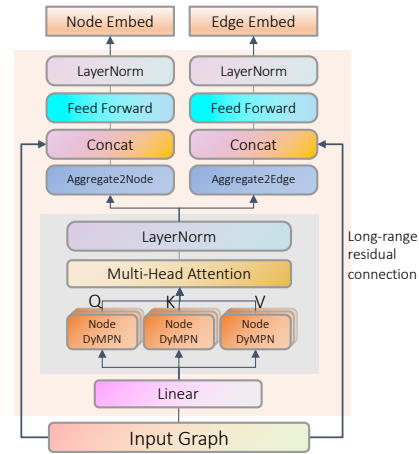 Node Embed
Edge Embed
LayerNorm
LayerNorm
Feed Forward
Feed Forward
Concat
Concat
Aggregate2Node
Aggregate2Edge
LayerNorm
Long-range
residual
connection
Multi-Head Attention
Q
K
V
Node
DyMPN
Node
DyMPN
Node
DyMPN
Linear
Input Graph